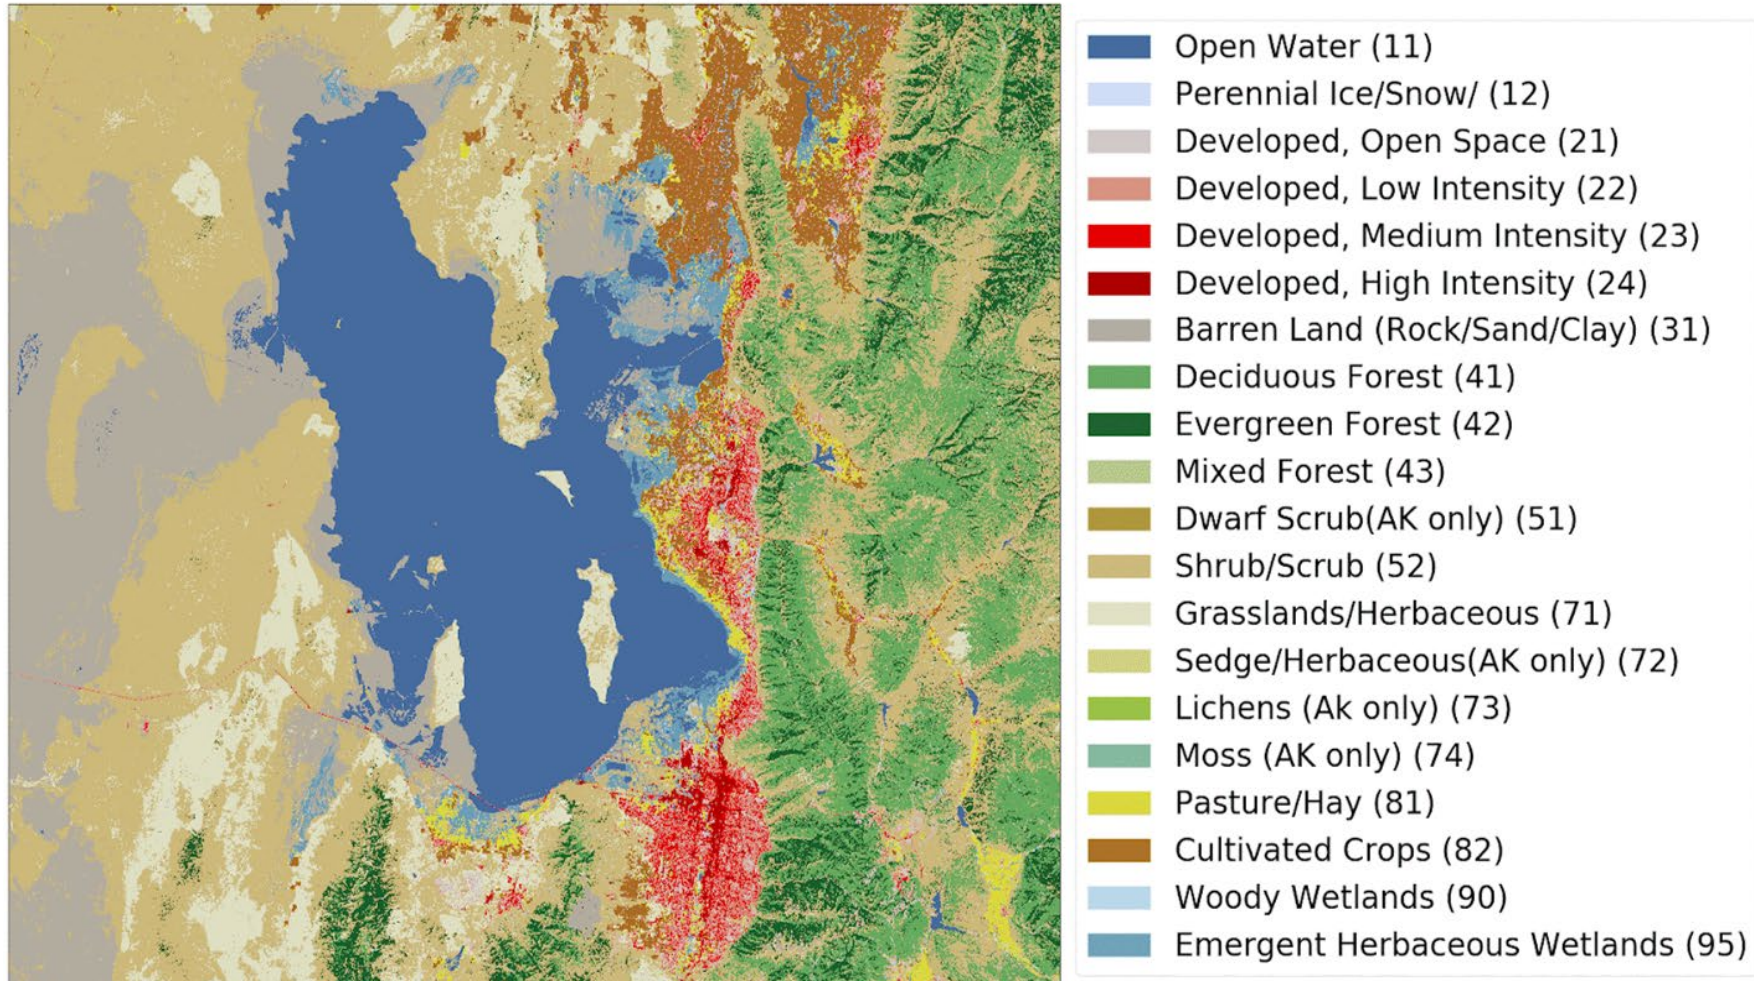 Open Water (11)
Perennial Ice/Snow/ (12)
Developed, Open Space (21)
Developed, Low Intensity (22)
Developed, Medium Intensity (23)
Developed, High Intensity (24)
Barren Land (Rock/Sand/Clay) (31)
Deciduous Forest (41)
Evergreen Forest (42)
Mixed Forest (43)
Dwarf Scrub(AK only) (51)
Shrub/Scrub (52)
Grasslands/Herbaceous (71)
Sedge/Herbaceous(AK only) (72)
Lichens (Ak only) (73)
Moss (AK only) (74)
Pasture/Hay (81)
Cultivated Crops (82)
Woody Wetlands (90)
Emergent Herbaceous Wetlands (95)